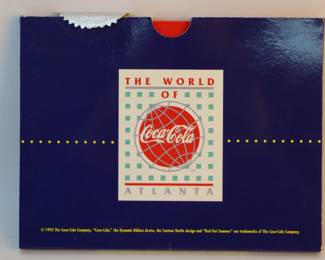 THE WORLD
OF
Coca-Cola
ATLANTA
© 1992 The Coca-Cola Company. "Coca-Cola," the Dynamic Ribbon device, the Contour Bottle design and "Red Hot Summer" are trademarks of The Coca-Cola Company.